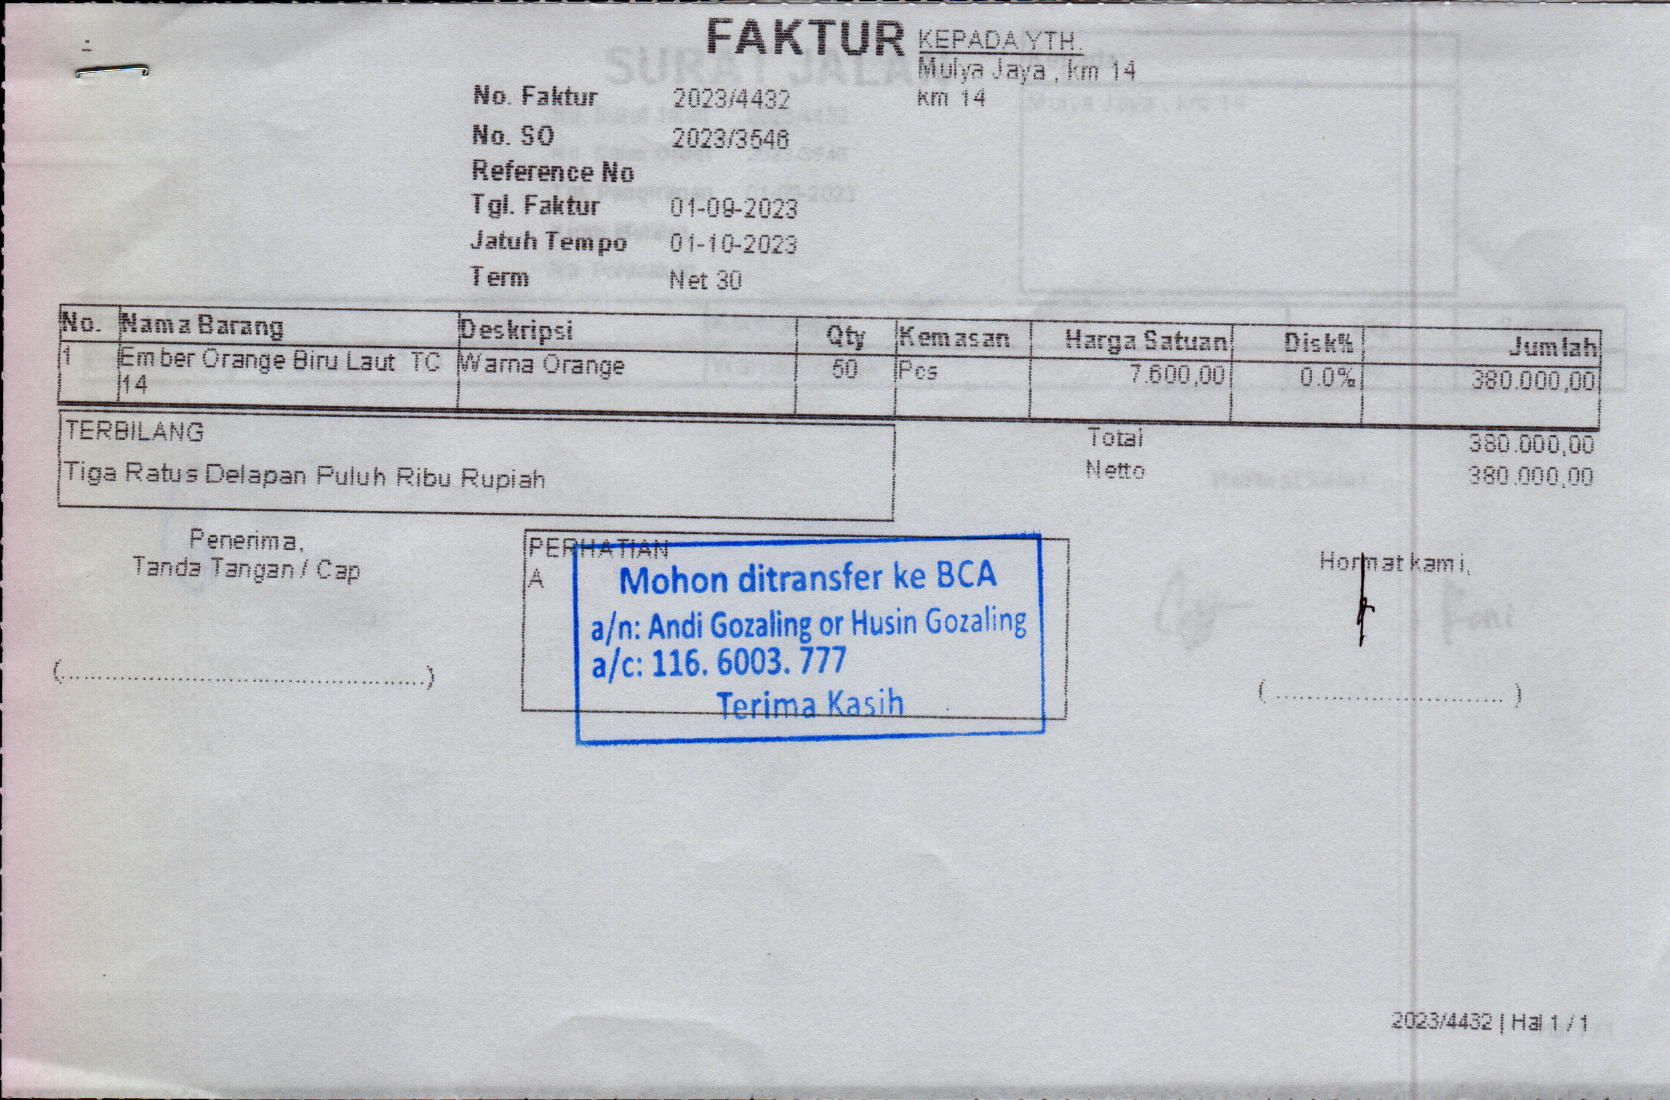 FAKTUR
KEPADA YTH.
Mulya Jaya , km 14
km 14
No. Faktur 2023/4432
No. SO 2023/3546
Reference No
Tgl. Faktur 01-09-2023
Jatuh Tempo 01-10-2023
Term Net 30
No. Nama Barang Deskripsi Qty Kemasan Harga Satuan Disk% Jumlah
1 Ember Orange Biru Laut TC Warna Orange 50 Pcs 7.600,00 0.0% 380.000,00
14
TERBILANG
Tiga Ratus Delapan Puluh Ribu Rupiah
Total 380.000,00
Netto 380.000,00
Penerima,
Tanda Tangan / Cap
(................................................)
PERHATIAN
A
Mohon ditransfer ke BCA
a/n: Andi Gozaling or Husin Gozaling
a/c: 116. 6003. 777
Terima Kasih
Hormat kami,
( ............................. )
2023/4432 | Hal 1 / 1